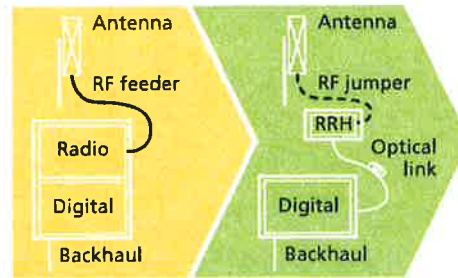 Antenna
RF feeder
Radio
Digital
Backhaul
Antenna
RF jumper
RRH
Optical
link
Digital
Backhaul